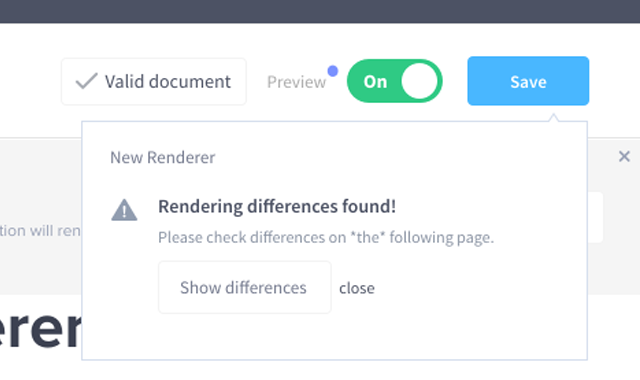 Valid document
Preview
On
Save
New Renderer
Rendering differences found!
tion will ren
Please check differences on *the* following page.
Show differences
close
erer